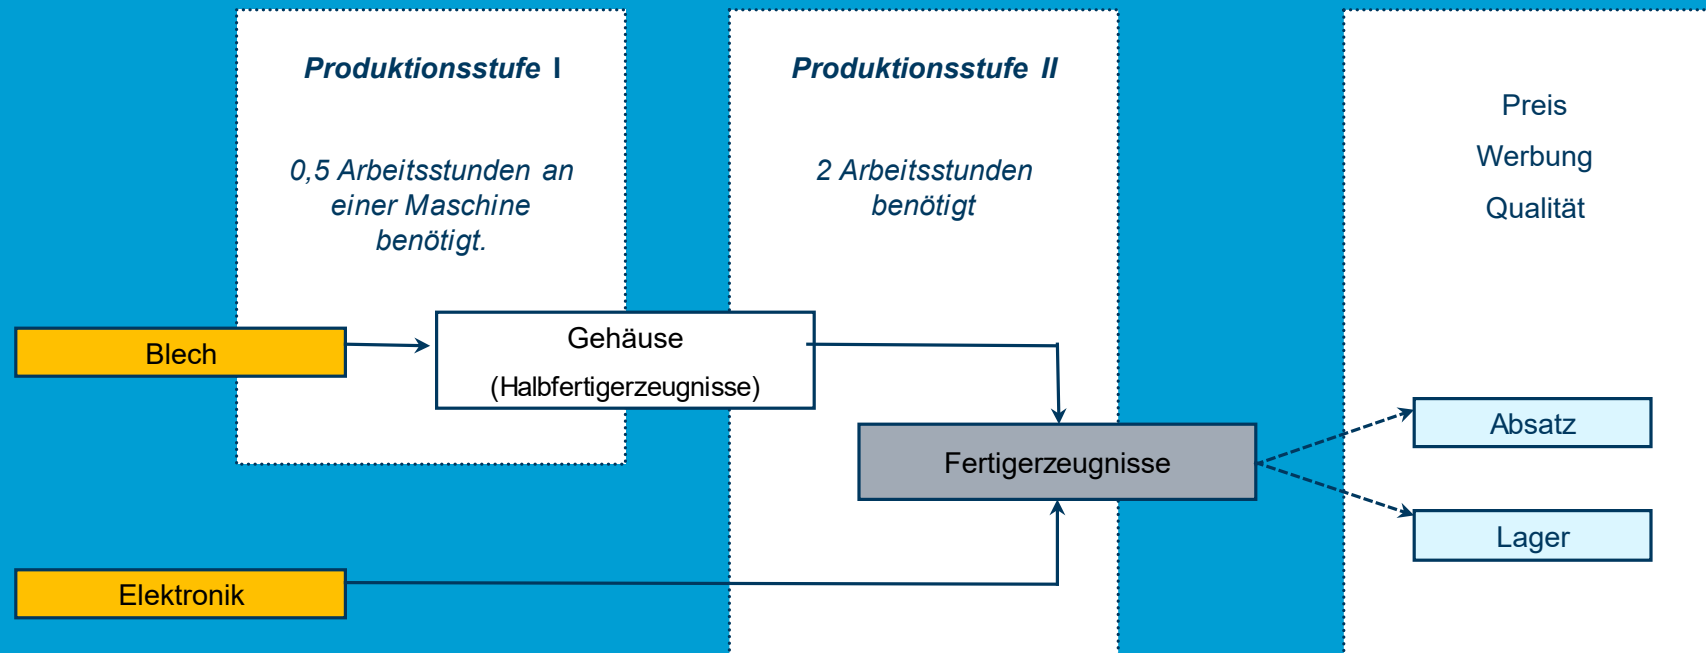 Produktionsstufe I
0,5 Arbeitsstunden an
einer Maschine
benötigt.
Produktionsstufe II
2 Arbeitsstunden
benötigt
Preis
Werbung
Qualität
Blech
Gehäuse
(Halbfertigerzeugnisse)
Fertigerzeugnisse
Absatz
Lager
Elektronik